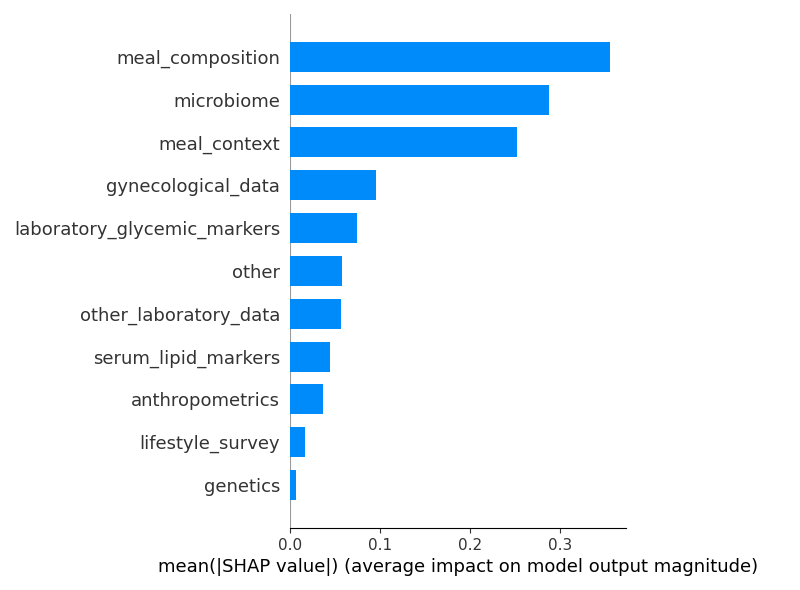 meal_composition
microbiome
meal_context
gynecological_data
laboratory_glycemic_markers
other
other_laboratory_data
serum_lipid_markers
anthropometrics
lifestyle_survey
genetics
0.0 0.1 0.2 0.3
mean(|SHAP value|) (average impact on model output magnitude)